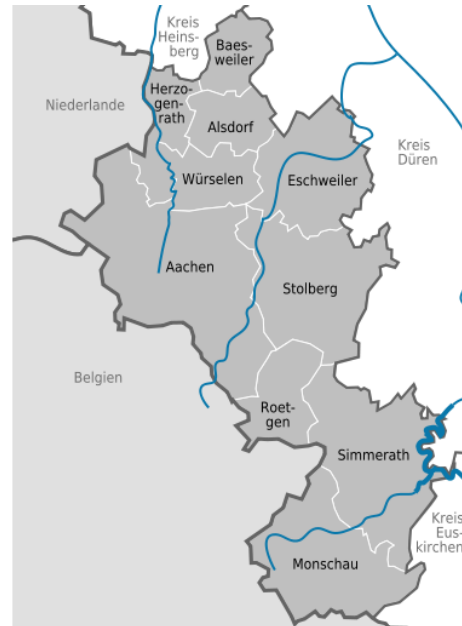 Kreis
Heins-
berg
Baes-
weiler
Niederlande
Herzo-
gen-
rath
Alsdorf
Kreis
Düren
Würselen
Eschweiler
Aachen
Stolberg
Belgien
Roet-
gen
Simmerath
Kreis
Eus-
kirchen
Monschau